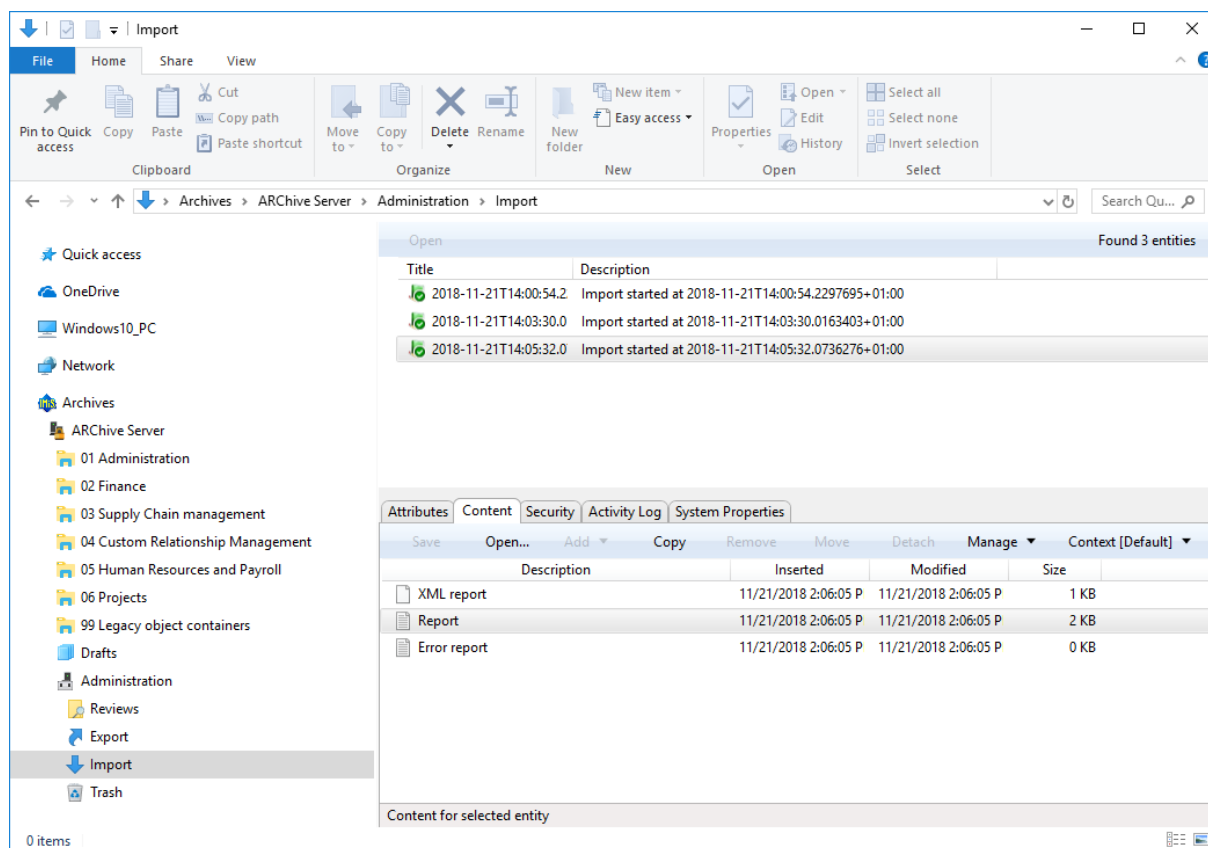 Import
File Home Share View
Pin to Quick access
Copy
Paste
Cut
Copy path
Paste shortcut
Clipboard
Move to
Copy to
Delete
Rename
Organize
New folder
New item
Easy access
New
Properties
Open
Edit
History
Open
Select all
Select none
Invert selection
Select
Archives > ARChive Server > Administration > Import
Search Qu...
Quick access
OneDrive
Windows10_PC
Network
Archives
ARChive Server
01 Administration
02 Finance
03 Supply Chain management
04 Custom Relationship Management
05 Human Resources and Payroll
06 Projects
99 Legacy object containers
Drafts
Administration
Reviews
Export
Import
Trash
Open Found 3 entities
Title Description
2018-11-21T14:00:54.2 Import started at 2018-11-21T14:00:54.2297695+01:00
2018-11-21T14:03:30.0 Import started at 2018-11-21T14:03:30.0163403+01:00
2018-11-21T14:05:32.0 Import started at 2018-11-21T14:05:32.0736276+01:00
Attributes Content Security Activity Log System Properties
Save Open... Add Copy Remove Move Detach Manage Context [Default]
Description Inserted Modified Size
XML report 11/21/2018 2:06:05 P 11/21/2018 2:06:05 P 1 KB
Report 11/21/2018 2:06:05 P 11/21/2018 2:06:05 P 2 KB
Error report 11/21/2018 2:06:05 P 11/21/2018 2:06:05 P 0 KB
Content for selected entity
0 items